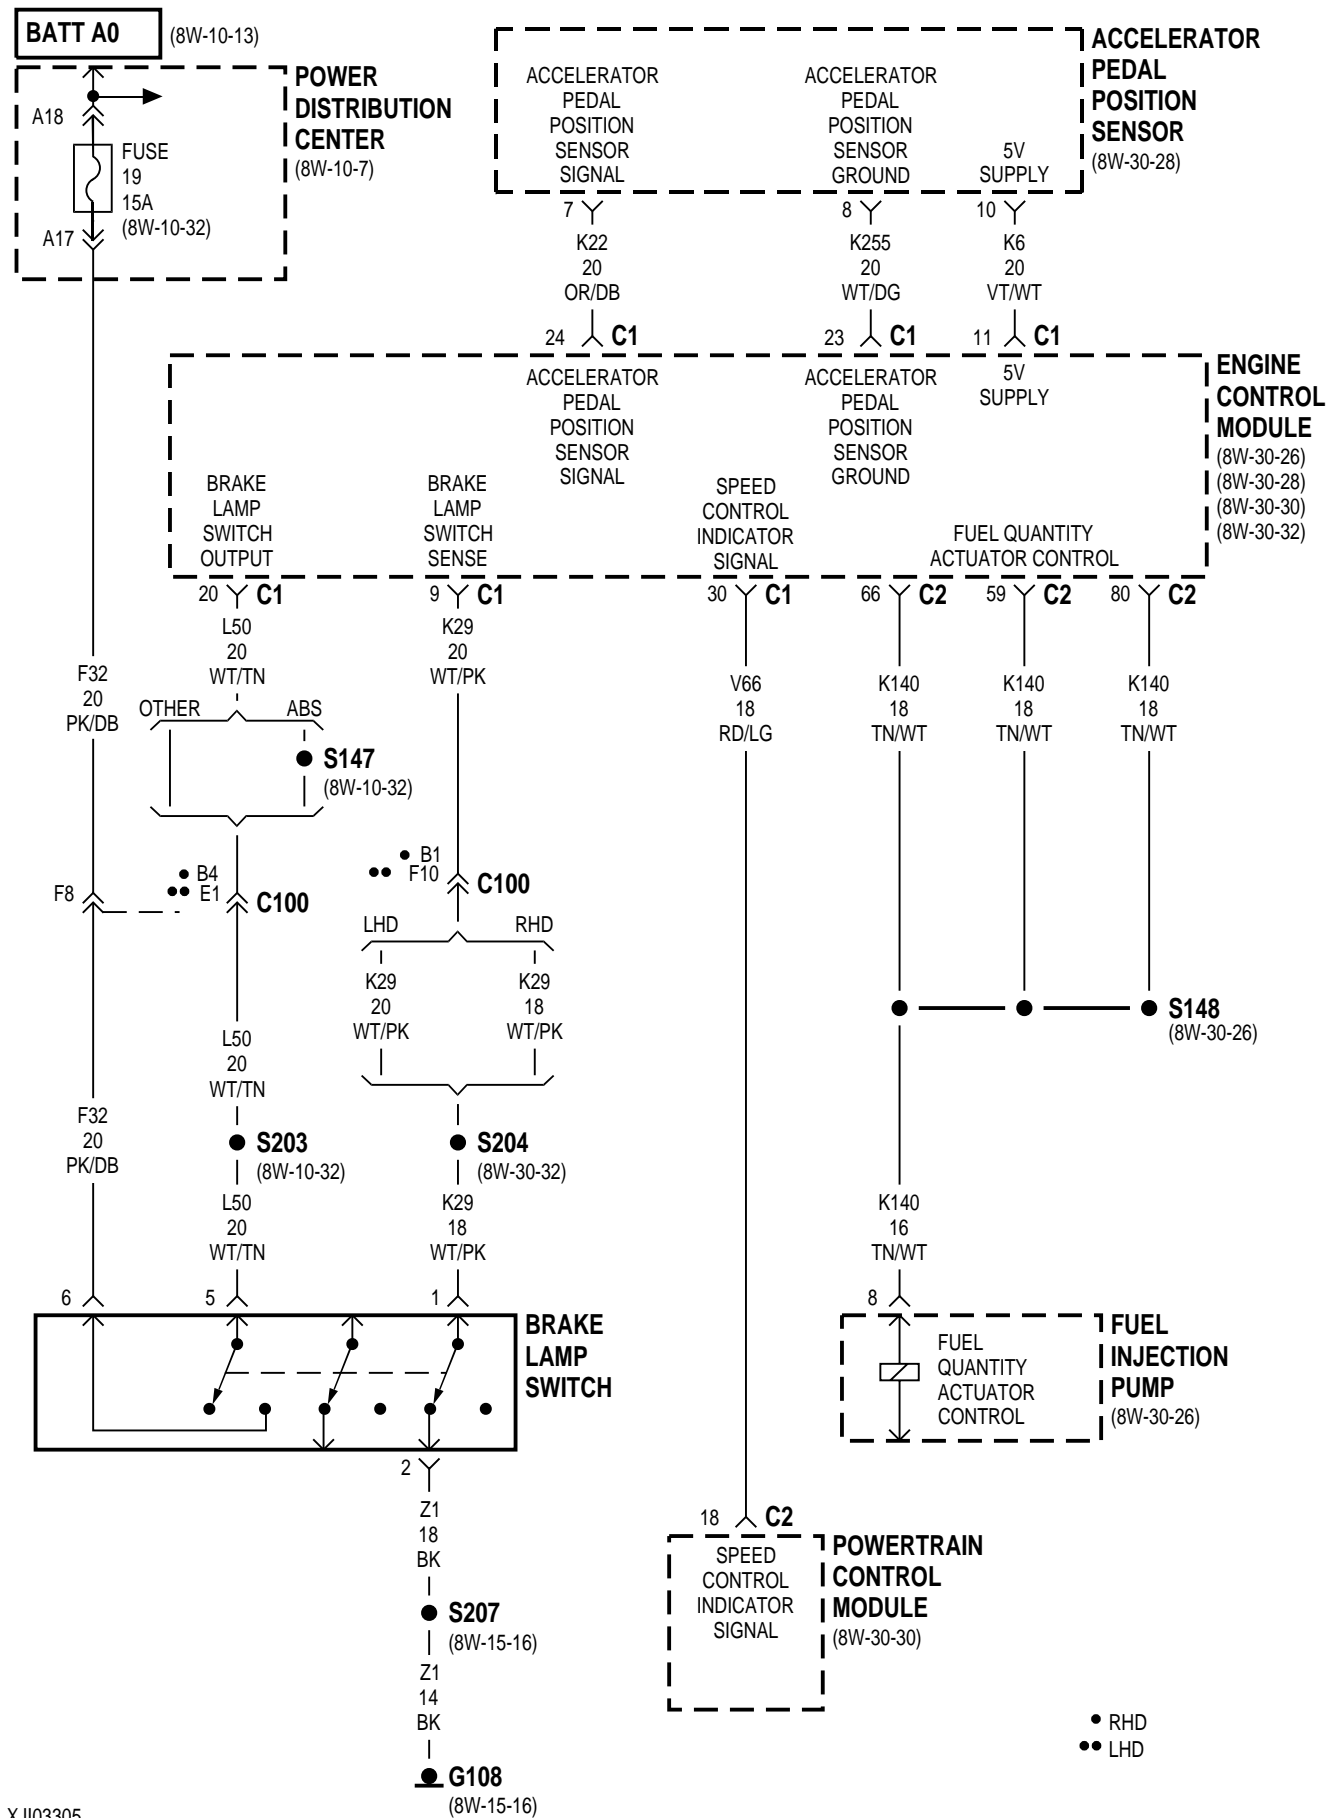 BATT A0
(8W-10-13)
POWER
DISTRIBUTION
CENTER
(8W-10-7)
A18
FUSE
19
15A
(8W-10-32)
A17
ACCELERATOR
PEDAL
POSITION
SENSOR
SIGNAL
ACCELERATOR
PEDAL
POSITION
SENSOR
GROUND
5V
SUPPLY
ACCELERATOR
PEDAL
POSITION
SENSOR
(8W-30-28)
7
8
10
K22
20
OR/DB
K255
20
WT/DG
K6
20
VT/WT
24 C1
23 C1
11 C1
ACCELERATOR
PEDAL
POSITION
SENSOR
SIGNAL
ACCELERATOR
PEDAL
POSITION
SENSOR
GROUND
5V
SUPPLY
ENGINE
CONTROL
MODULE
(8W-30-26)
(8W-30-28)
(8W-30-30)
(8W-30-32)
BRAKE
LAMP
SWITCH
OUTPUT
BRAKE
LAMP
SWITCH
SENSE
SPEED
CONTROL
INDICATOR
SIGNAL
FUEL QUANTITY
ACTUATOR CONTROL
20 C1
9 C1
30 C1
66 C2
59 C2
80 C2
L50
20
WT/TN
K29
20
WT/PK
F32
20
PK/DB
V66
18
RD/LG
K140
18
TN/WT
K140
18
TN/WT
K140
18
TN/WT
OTHER
ABS
S147
(8W-10-32)
F8
B4
E1
C100
B1
F10
C100
LHD
RHD
K29
20
WT/PK
K29
18
WT/PK
S148
(8W-30-26)
L50
20
WT/TN
F32
20
PK/DB
S203
(8W-10-32)
S204
(8W-30-32)
L50
20
WT/TN
K29
18
WT/PK
K140
16
TN/WT
6
5
1
8
BRAKE
LAMP
SWITCH
FUEL
QUANTITY
ACTUATOR
CONTROL
FUEL
INJECTION
PUMP
(8W-30-26)
2
Z1
18
BK
S207
(8W-15-16)
Z1
14
BK
G108
(8W-15-16)
18 C2
SPEED
CONTROL
INDICATOR
SIGNAL
POWERTRAIN
CONTROL
MODULE
(8W-30-30)
RHD
LHD
XJI03305